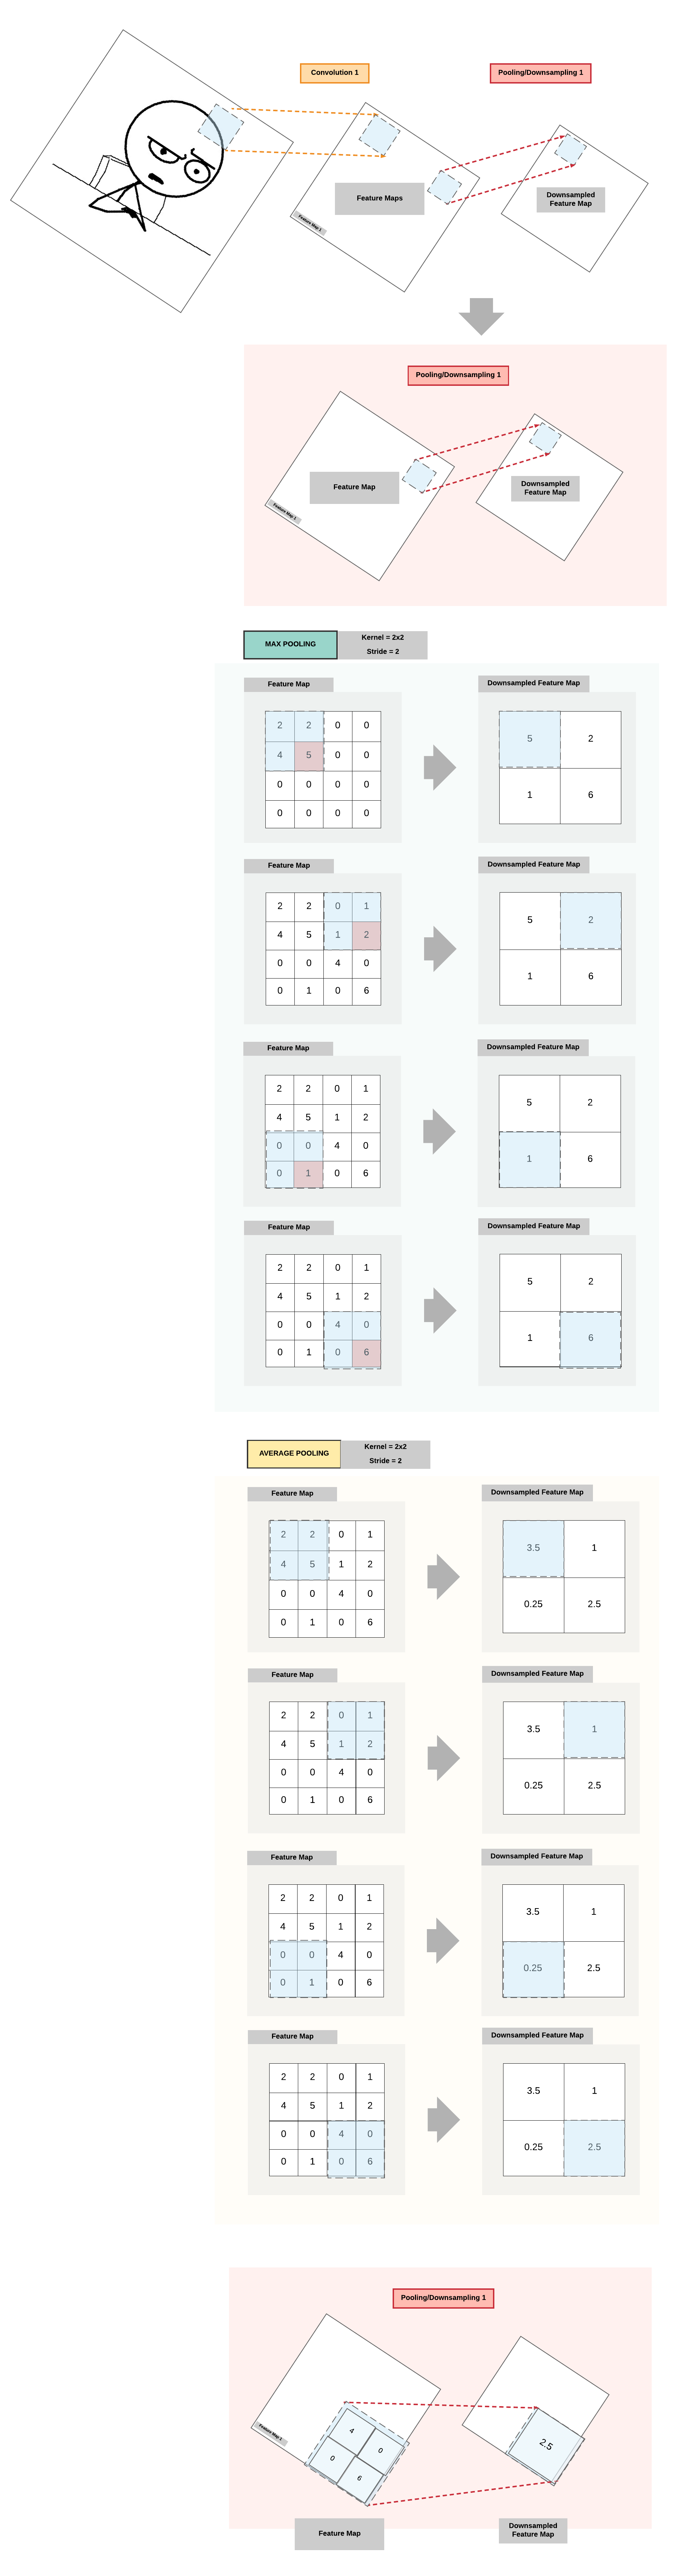 Convolution 1
Pooling/Downsampling 1
Feature Maps
Downsampled
Feature Map
Feature Map 1
Pooling/Downsampling 1
Feature Map
Downsampled
Feature Map
Feature Map 1
MAX POOLING
Kernel = 2x2
Stride = 2
Feature Map
Downsampled Feature Map
2 2 0 0
4 5 0 0
0 0 0 0
0 0 0 0
5 2
1 6
Feature Map
Downsampled Feature Map
2 2 0 1
4 5 1 2
0 0 4 0
0 1 0 6
5 2
1 6
Feature Map
Downsampled Feature Map
2 2 0 1
4 5 1 2
0 0 4 0
0 1 0 6
5 2
1 6
Feature Map
Downsampled Feature Map
2 2 0 1
4 5 1 2
0 0 4 0
0 1 0 6
5 2
1 6
AVERAGE POOLING
Kernel = 2x2
Stride = 2
Feature Map
Downsampled Feature Map
2 2 0 1
4 5 1 2
0 0 4 0
0 1 0 6
3.5 1
0.25 2.5
Feature Map
Downsampled Feature Map
2 2 0 1
4 5 1 2
0 0 4 0
0 1 0 6
3.5 1
0.25 2.5
Feature Map
Downsampled Feature Map
2 2 0 1
4 5 1 2
0 0 4 0
0 1 0 6
3.5 1
0.25 2.5
Feature Map
Downsampled Feature Map
2 2 0 1
4 5 1 2
0 0 4 0
0 1 0 6
3.5 1
0.25 2.5
Pooling/Downsampling 1
Feature Map 1
4 0
0 6
2.5
Feature Map
Downsampled
Feature Map